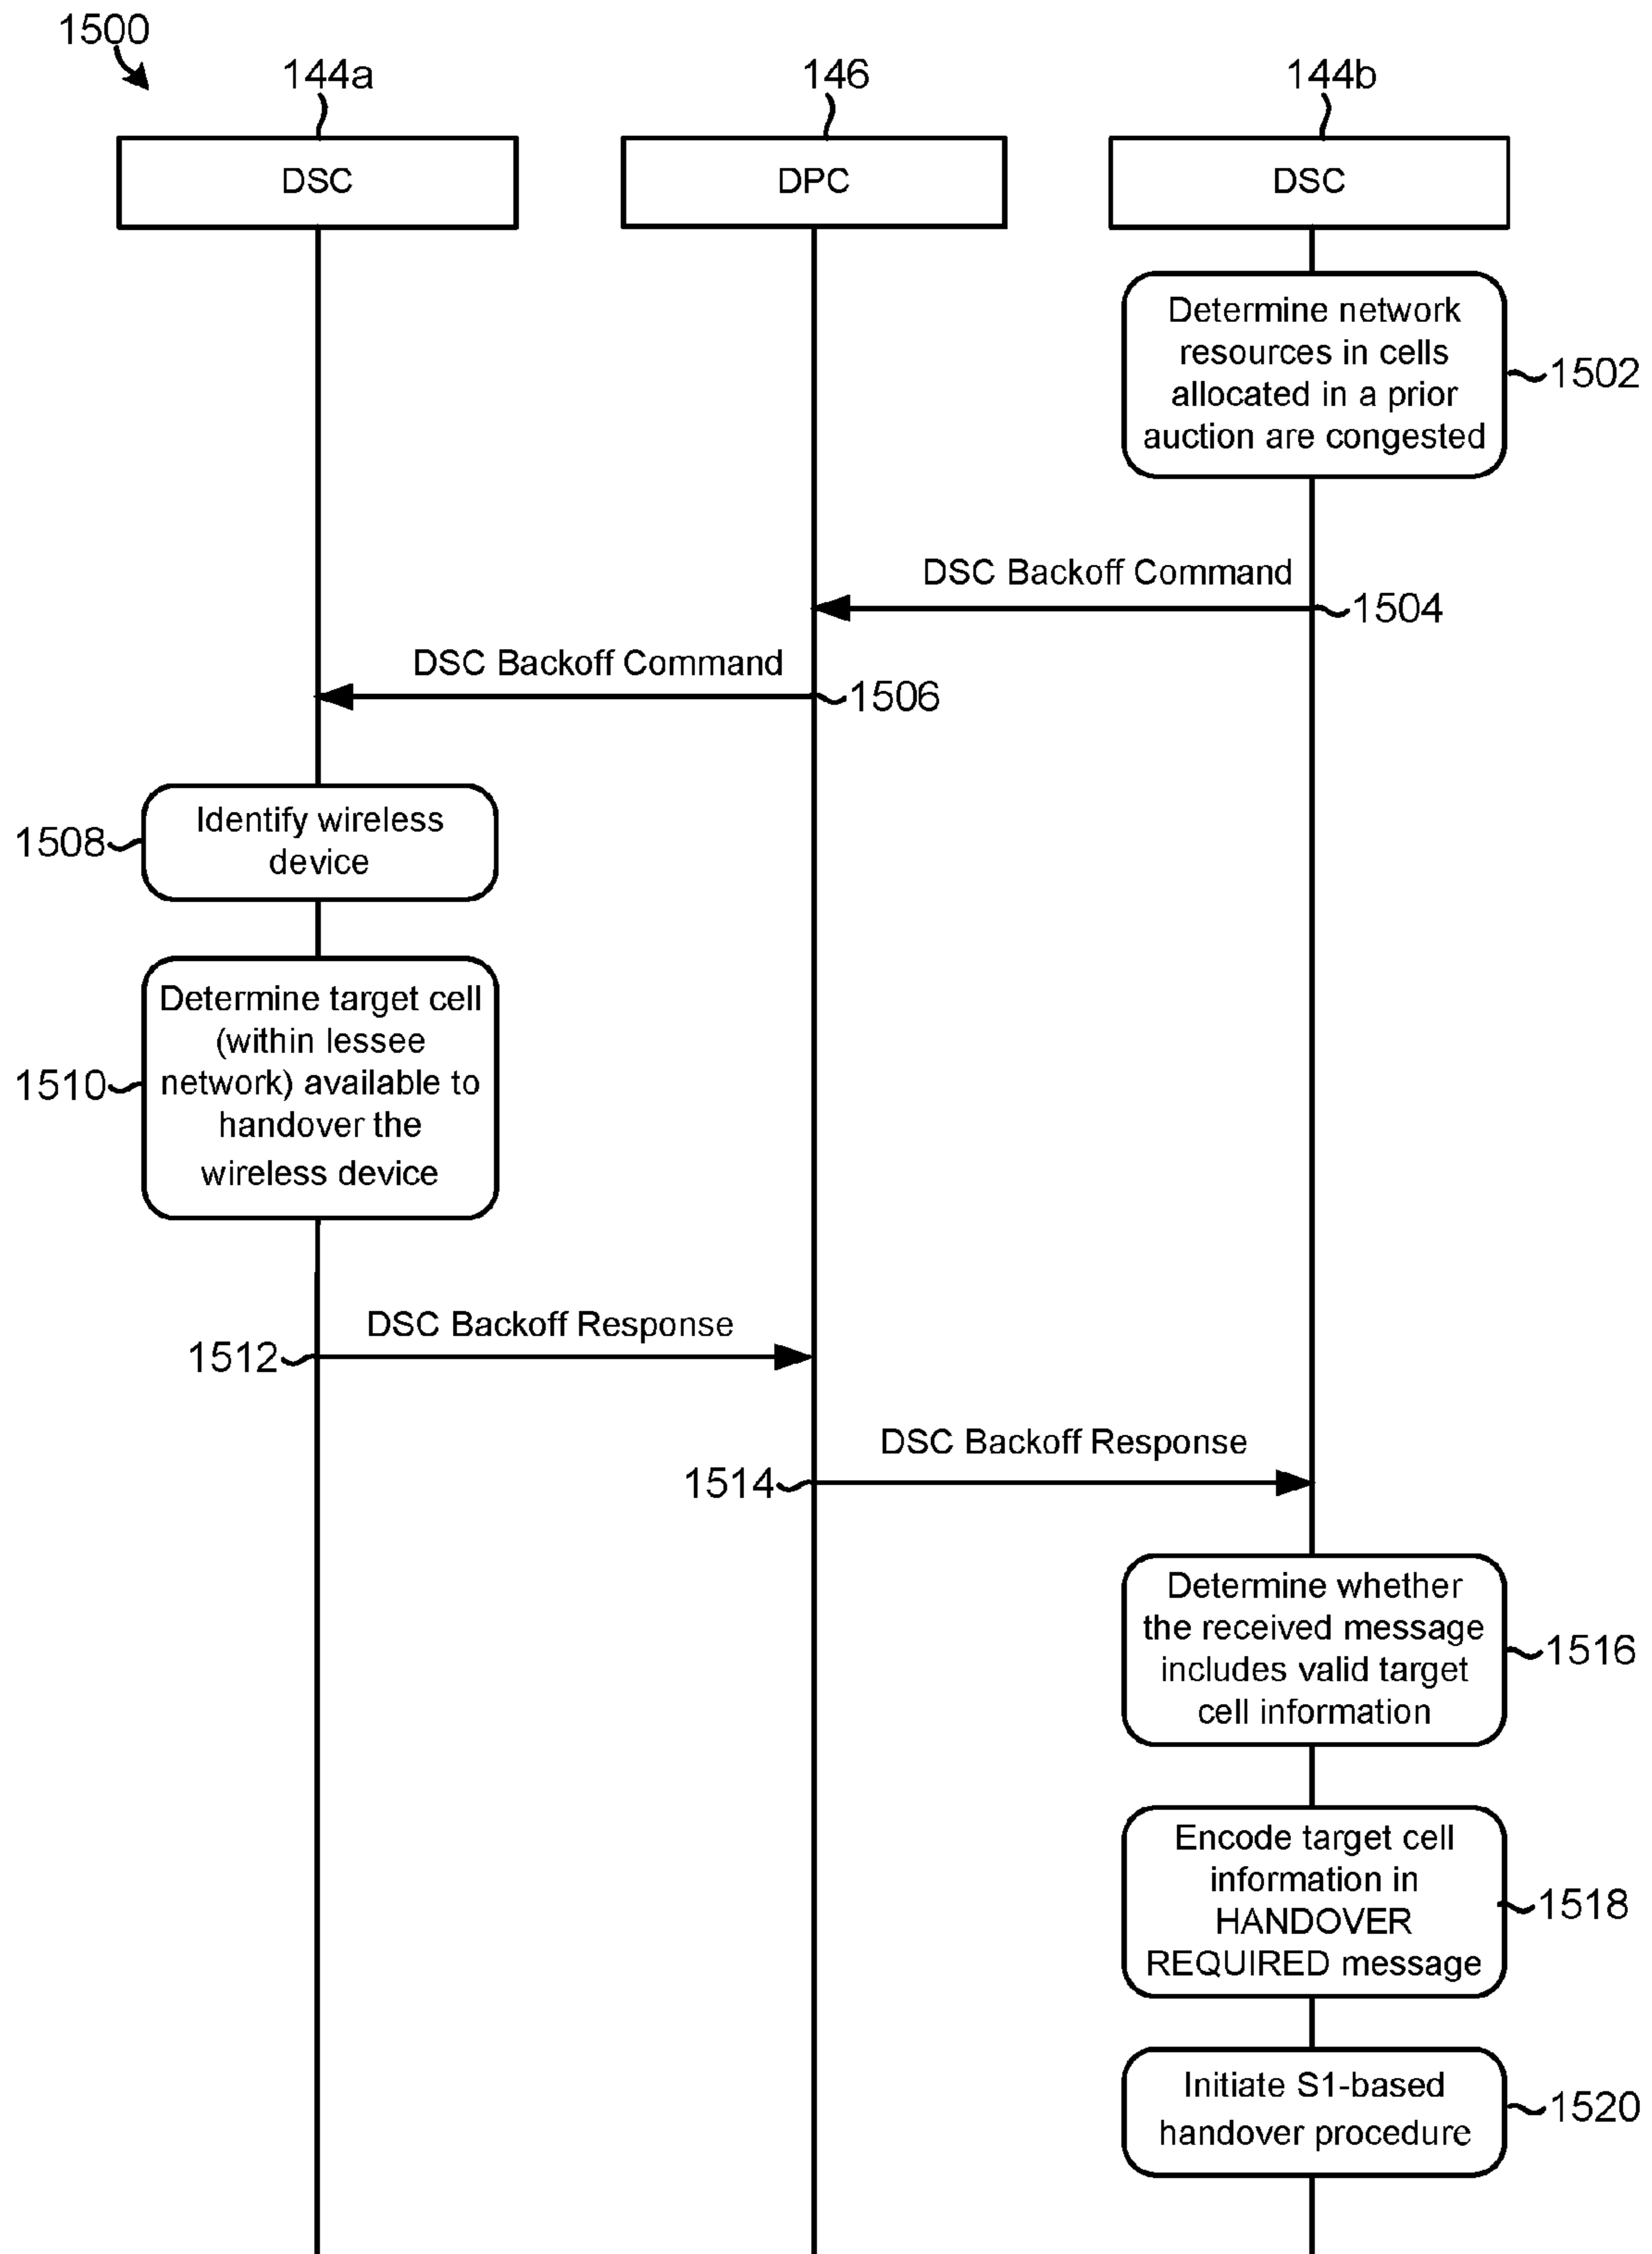 1500
144a
146
144b
DSC
DPC
DSC
Determine network
resources in cells
allocated in a prior
auction are congested
1502
DSC Backoff Command
1504
DSC Backoff Command
1506
Identify wireless
device
1508
Determine target cell
(within lessee
network) available to
handover the
wireless device
1510
DSC Backoff Response
1512
DSC Backoff Response
1514
Determine whether
the received message
includes valid target
cell information
1516
Encode target cell
information in
HANDOVER
REQUIRED message
1518
Initiate S1-based
handover procedure
1520